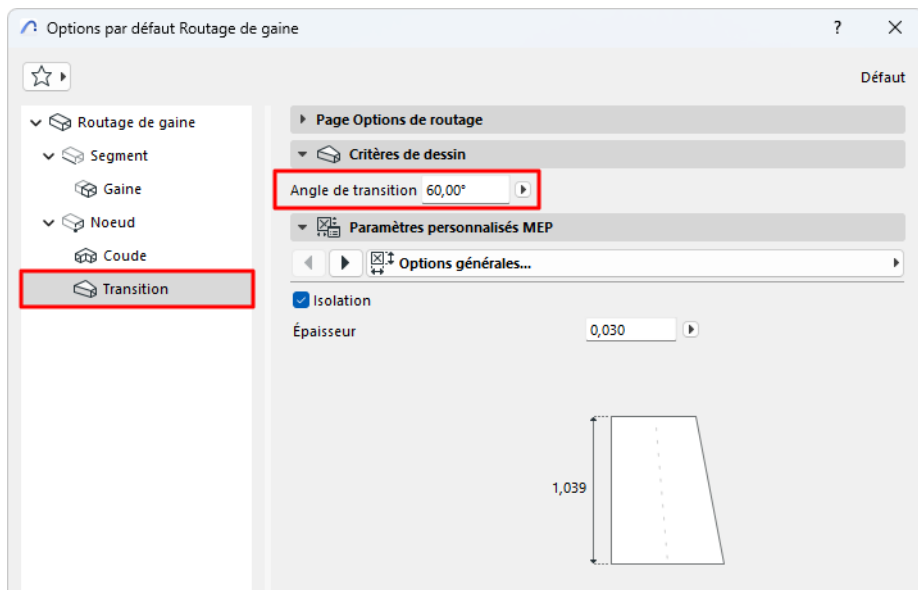 Options par défaut Routage de gaine
?
Défaut
Routage de gaine
Segment
Gaine
Noeud
Coude
Transition
Page Options de routage
Critères de dessin
Angle de transition 60,00°
Paramètres personnalisés MEP
Options générales...
Isolation
Épaisseur 0,030
1,039